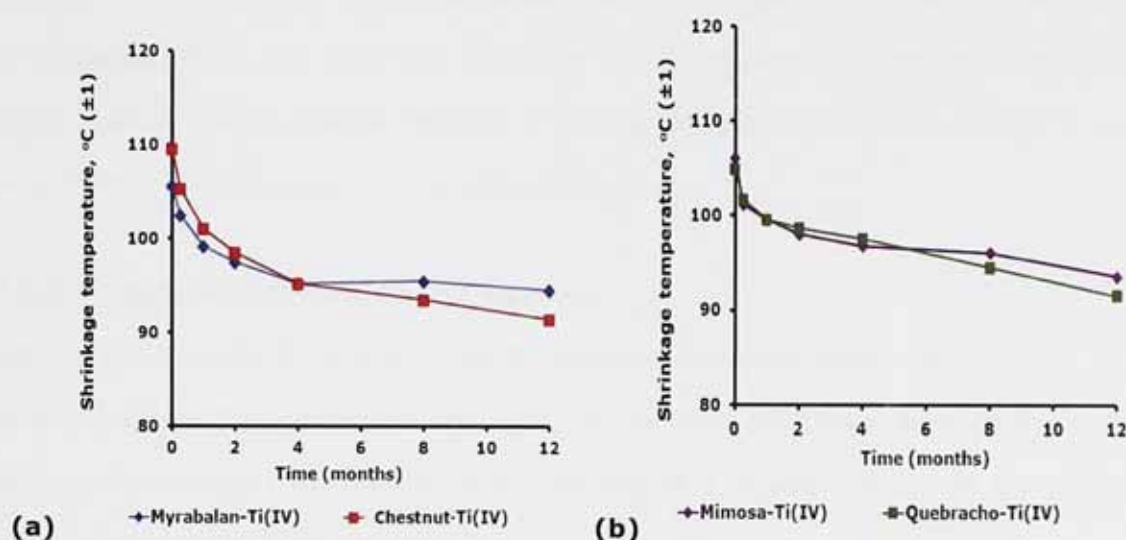 120
110
100
90
80
Shrinkage temperature, °C (±1)
0 2 4 6 8 10 12
Time (months)
(a)
Myrabalan-Ti(IV) Chestnut-Ti(IV)
120
110
100
90
80
Shrinkage temperature, °C (±1)
0 2 4 6 8 10 12
Time (months)
(b)
Mimosa-Ti(IV) Quebracho-Ti(IV)